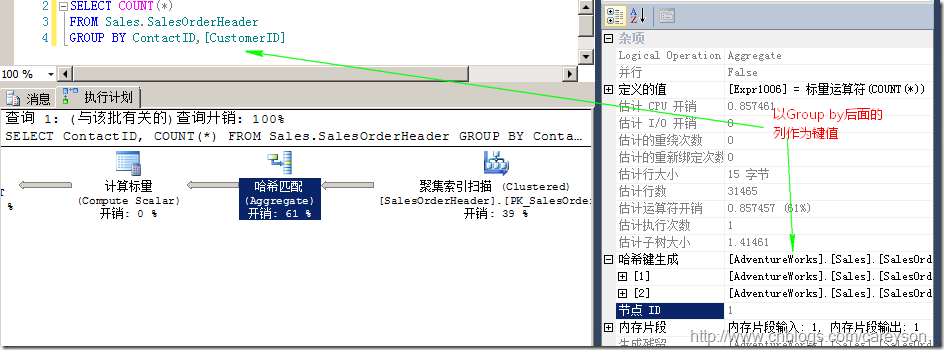 2 SELECT COUNT(*)
3 FROM Sales.SalesOrderHeader
4 GROUP BY ContactID,[CustomerID]
100 %
消息 执行计划
查询 1: (与该批有关的)查询开销: 100%
SELECT ContactID, COUNT(*) FROM Sales.SalesOrderHeader GROUP BY Conta...
T
%
计算标量
(Compute Scalar)
开销: 0 %
哈希匹配
(Aggregate)
开销: 61 %
聚集索引扫描 (Clustered)
[SalesOrderHeader].[PK_SalesOrde
开销: 39 %
杂项
Logical Operation Aggregate
并行 False
定义的值 [Expr1006] = 标量运算符(COUNT(*))
估计 CPU 开销 0.857461
估计 I/O 开销 0
估计的重绕次数 0
估计的重新绑定次数 0
估计行大小 15 字节
估计行数 31465
估计运算符开销 0.857457 (61%)
估计执行次数 1
估计子树大小 1.41461
哈希键生成 [AdventureWorks].[Sales].[SalesOrd
[1] [AdventureWorks].[Sales].[SalesOrd
[2] [AdventureWorks].[Sales].[SalesOrd
节点 ID 1
内存片段 内存片段输入: 1, 内存片段输出: 1
生成残留
以Group by后面的
列作为键值
http://www.cnblogs.com/careyson